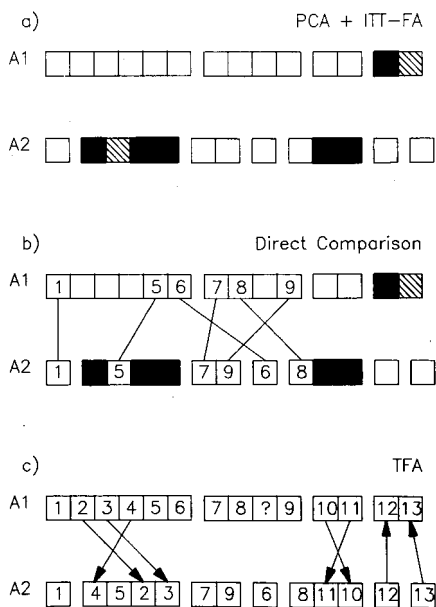 a) PCA + ITT-FA
A1
A2
b) Direct Comparison
A1 1 5 6 7 8 9
A2 1 5 7 9 6 8
c) TFA
A1 1 2 3 4 5 6 7 8 ? 9 10 11 12 13
A2 1 4 5 2 3 7 9 6 8 11 10 12 13